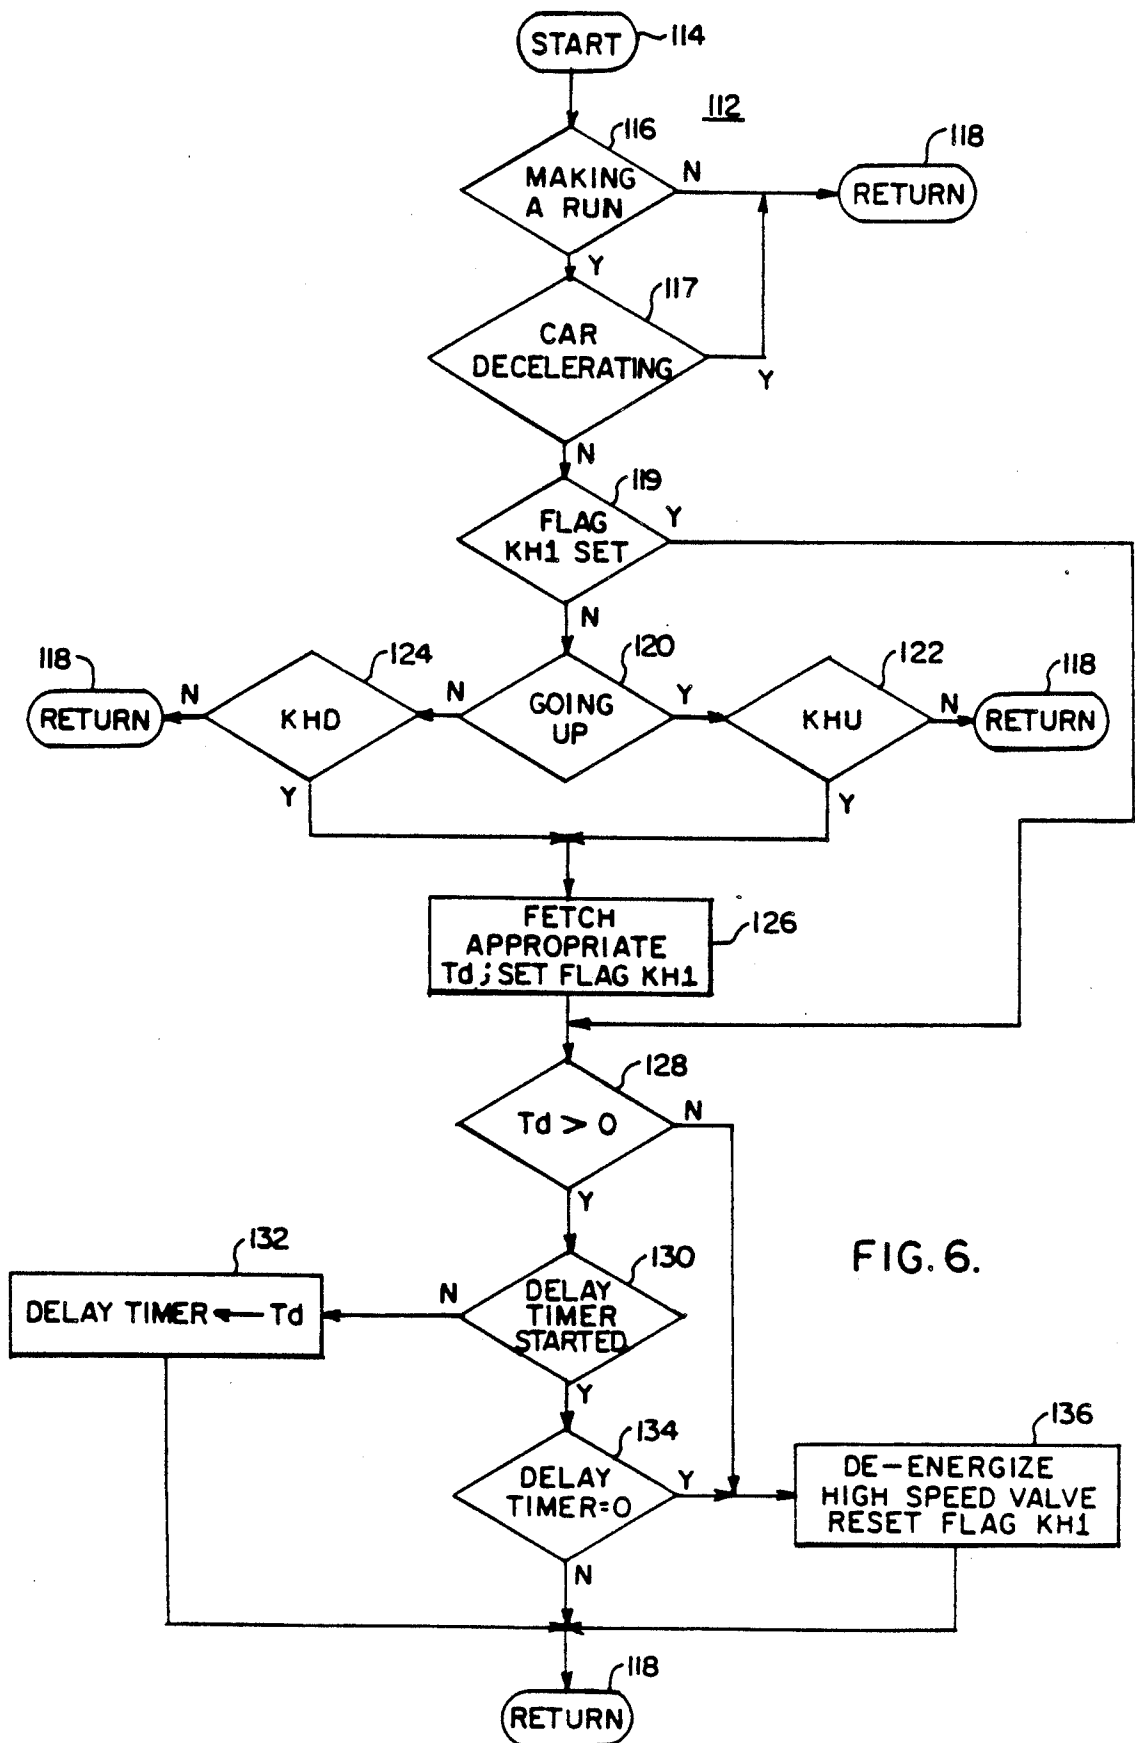 START
114
112
116
MAKING
A RUN
N
118
RETURN
Y
117
CAR
DECELERATING
Y
N
119
FLAG
KH1 SET
Y
N
118
RETURN
N
124
KHD
Y
N
120
GOING
UP
Y
122
KHU
Y
N
118
RETURN
FETCH
APPROPRIATE
Td; SET FLAG KH1
126
128
Td > 0
N
Y
132
DELAY TIMER ← Td
N
130
DELAY
TIMER
STARTED
Y
FIG. 6.
134
DELAY
TIMER=0
Y
N
136
DE-ENERGIZE
HIGH SPEED VALVE
RESET FLAG KH1
118
RETURN